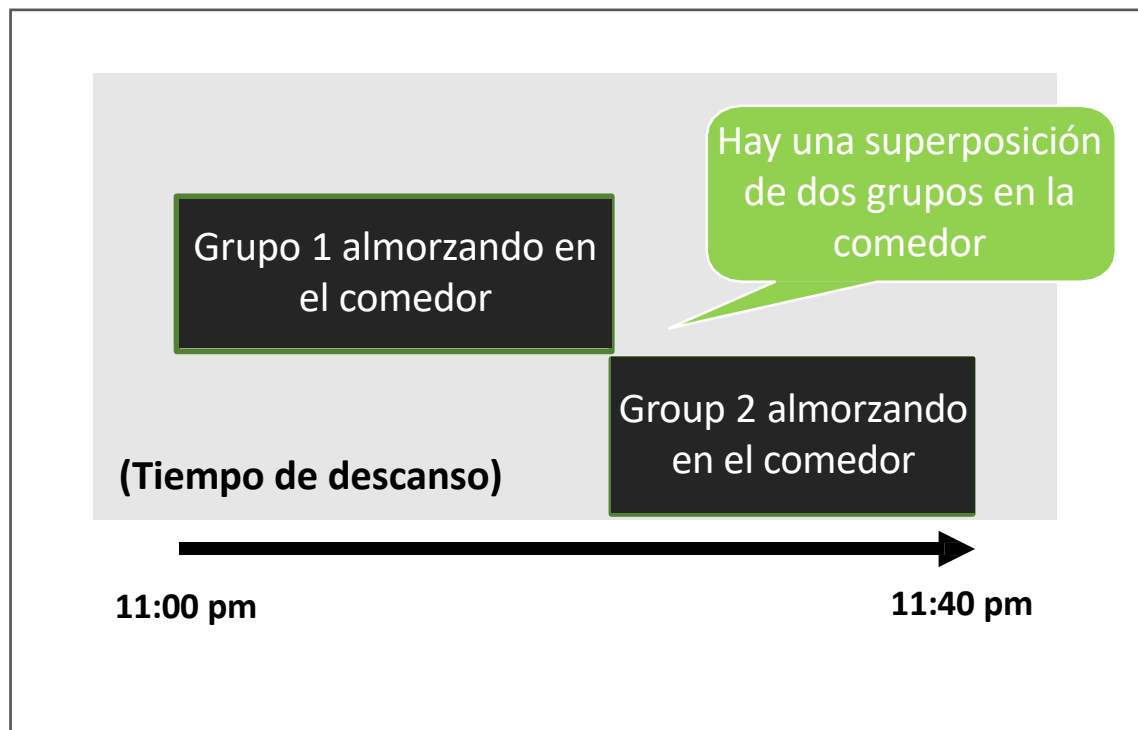 Hay una superposición
de dos grupos en la
comedor
Grupo 1 almorzando en
el comedor
Group 2 almorzando
en el comedor
(Tiempo de descanso)
11:00 pm
11:40 pm